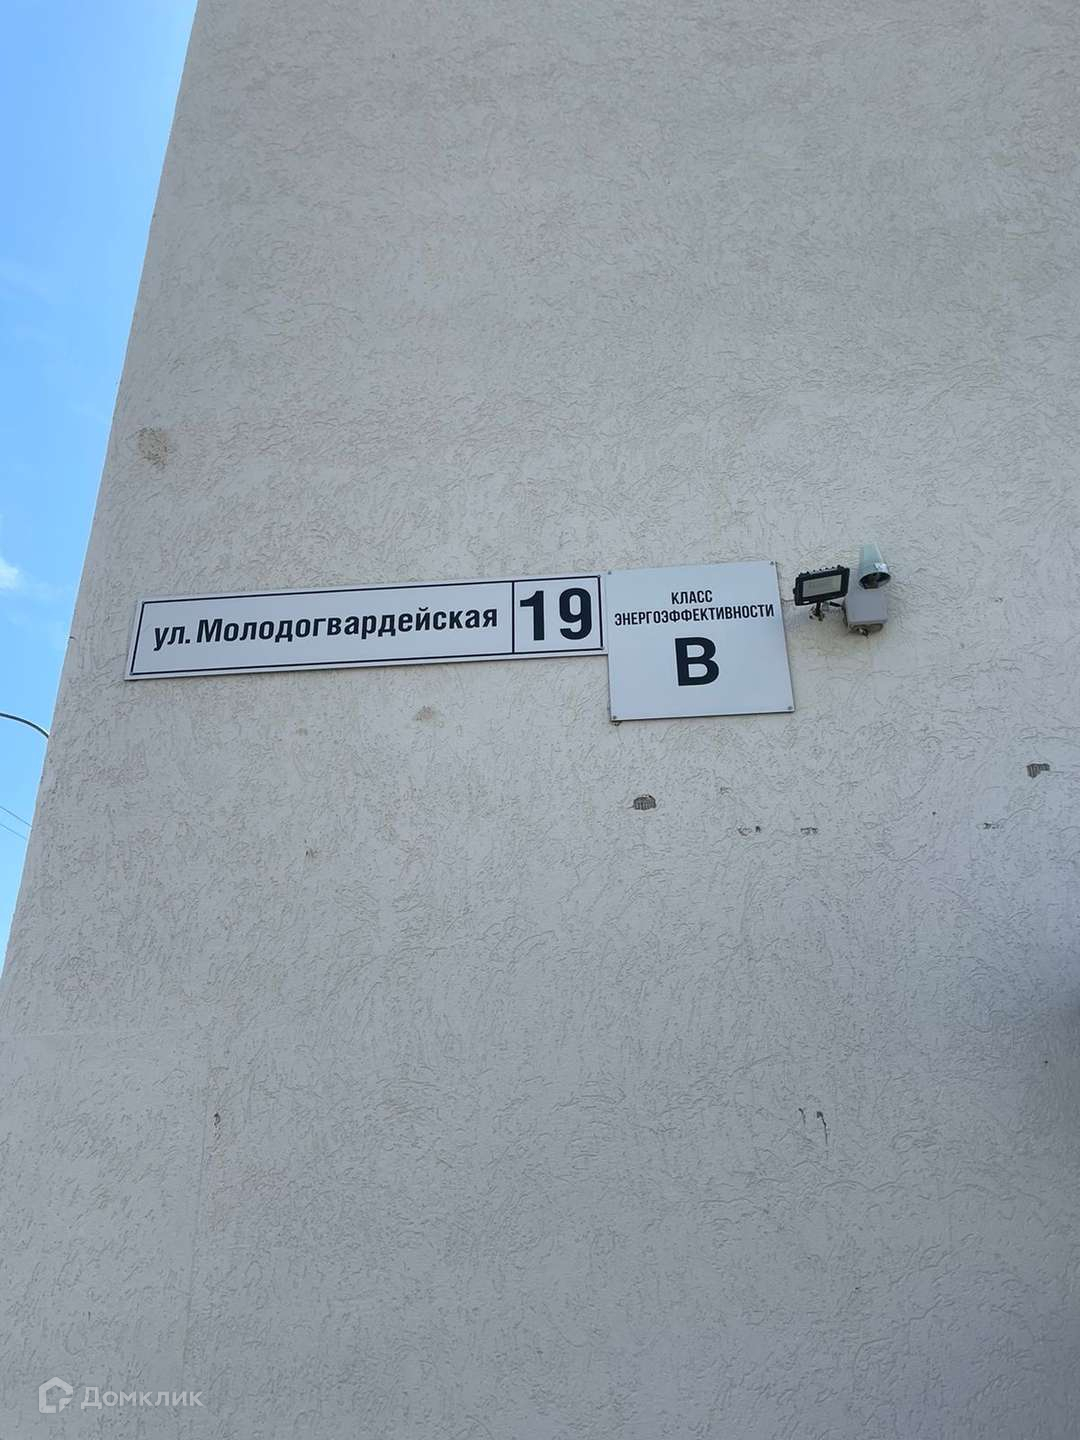 ул. Молодогвардейская 19
КЛАСС
ЭНЕРГОЭФФЕКТИВНОСТИ
В
Домклик